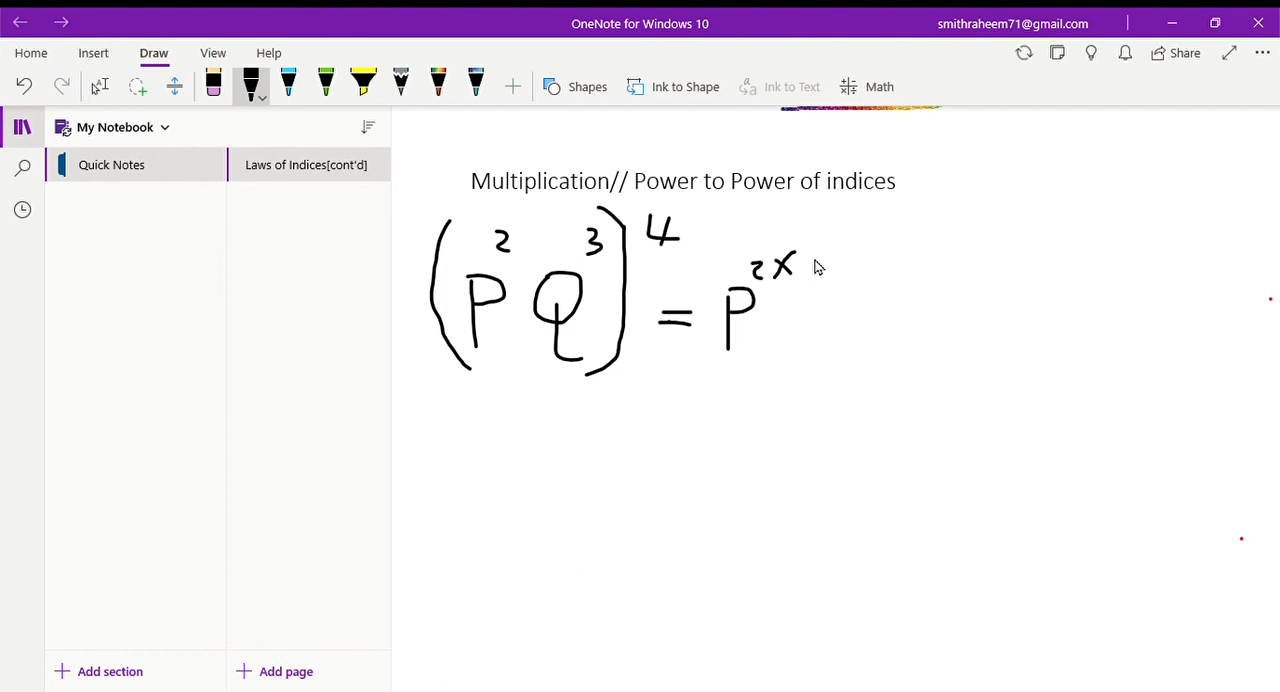 OneNote for Windows 10 smithraheem71@gmail.com
Home Insert Draw View Help Share
Shapes Ink to Shape Ink to Text Math
My Notebook
Quick Notes Laws of Indices[cont'd]
Multiplication// Power to Power of indices
(P² Q³)⁴ = P²ˣ
Add section Add page